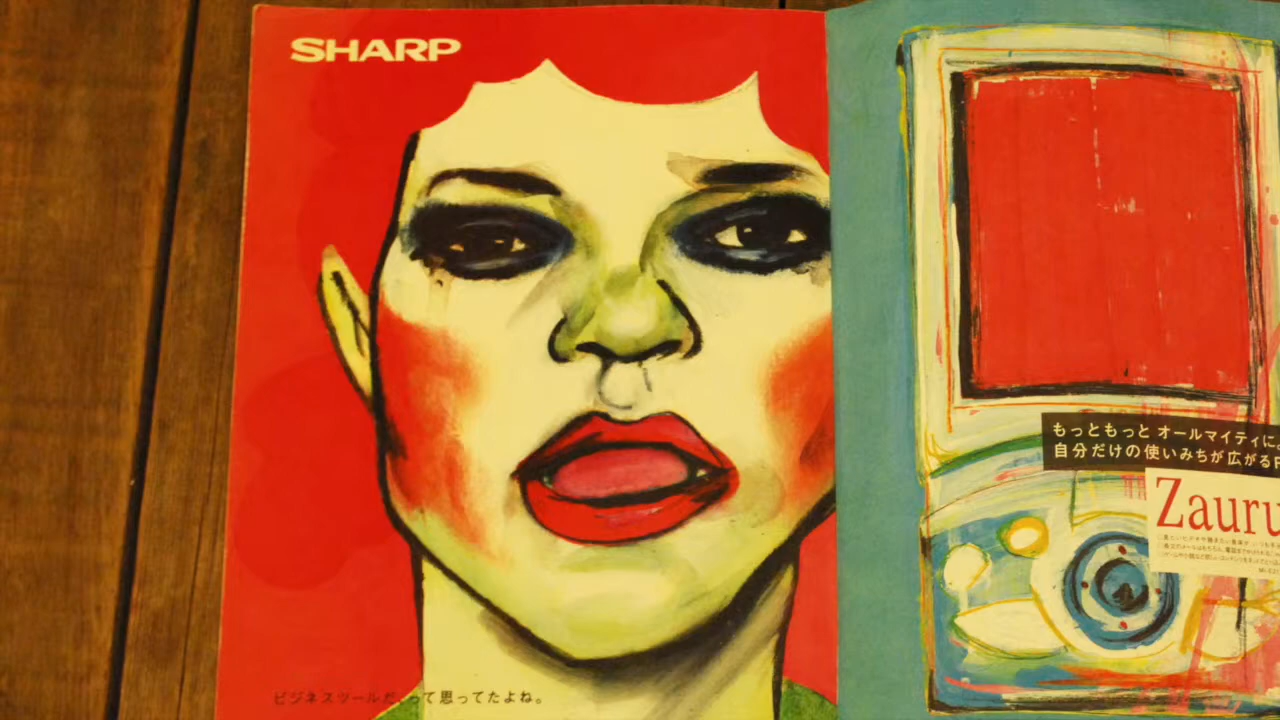 SHARP
ビジネスツールだ、って思ってたよね。
もっともっと オールマイティに
自分だけの使いみちが広がる
Zauru